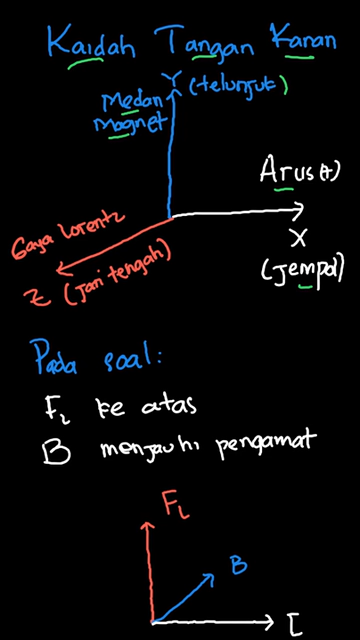 Kaidah Tangan Kanan
Y (telunjuk)
Medan
Magnet
Arus (+)
X
(Jempol)
Gaya Lorentz
Z (Jari tengah)
Pada soal:
FL ke atas
B menjauhi pengamat
FL
B
I